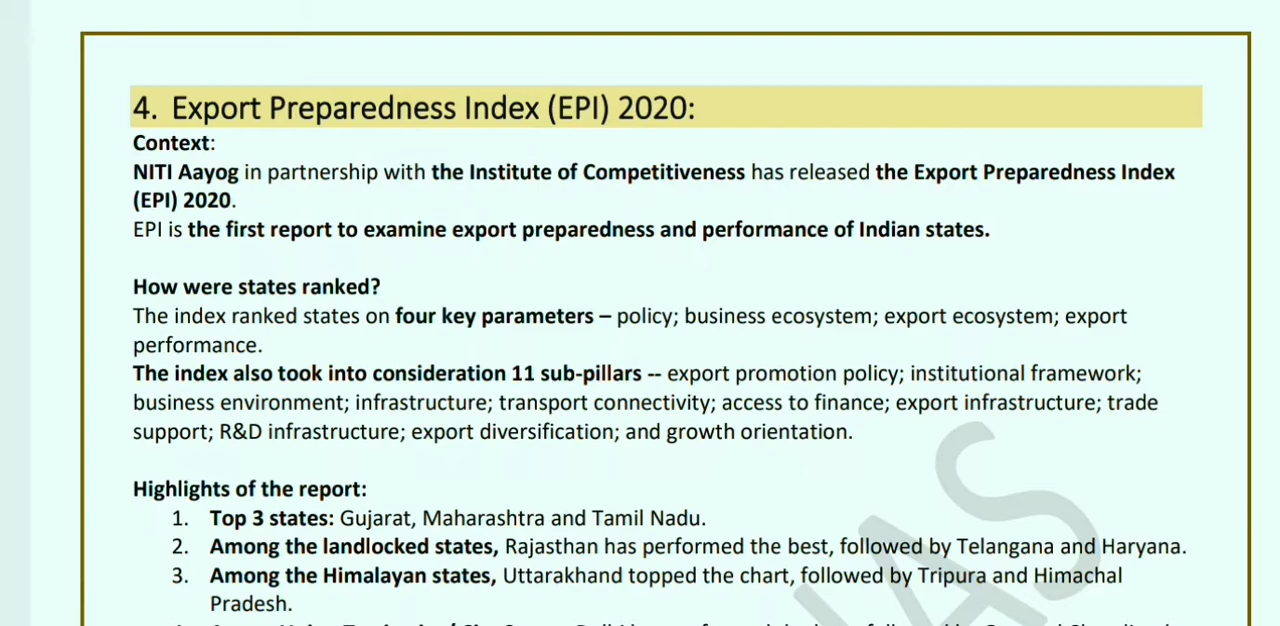 4. Export Preparedness Index (EPI) 2020:
Context:
NITI Aayog in partnership with the Institute of Competitiveness has released the Export Preparedness Index
(EPI) 2020.
EPI is the first report to examine export preparedness and performance of Indian states.
How were states ranked?
The index ranked states on four key parameters – policy; business ecosystem; export ecosystem; export
performance.
The index also took into consideration 11 sub-pillars -- export promotion policy; institutional framework;
business environment; infrastructure; transport connectivity; access to finance; export infrastructure; trade
support; R&D infrastructure; export diversification; and growth orientation.
Highlights of the report:
1. Top 3 states: Gujarat, Maharashtra and Tamil Nadu.
2. Among the landlocked states, Rajasthan has performed the best, followed by Telangana and Haryana.
3. Among the Himalayan states, Uttarakhand topped the chart, followed by Tripura and Himachal
Pradesh.
IAS